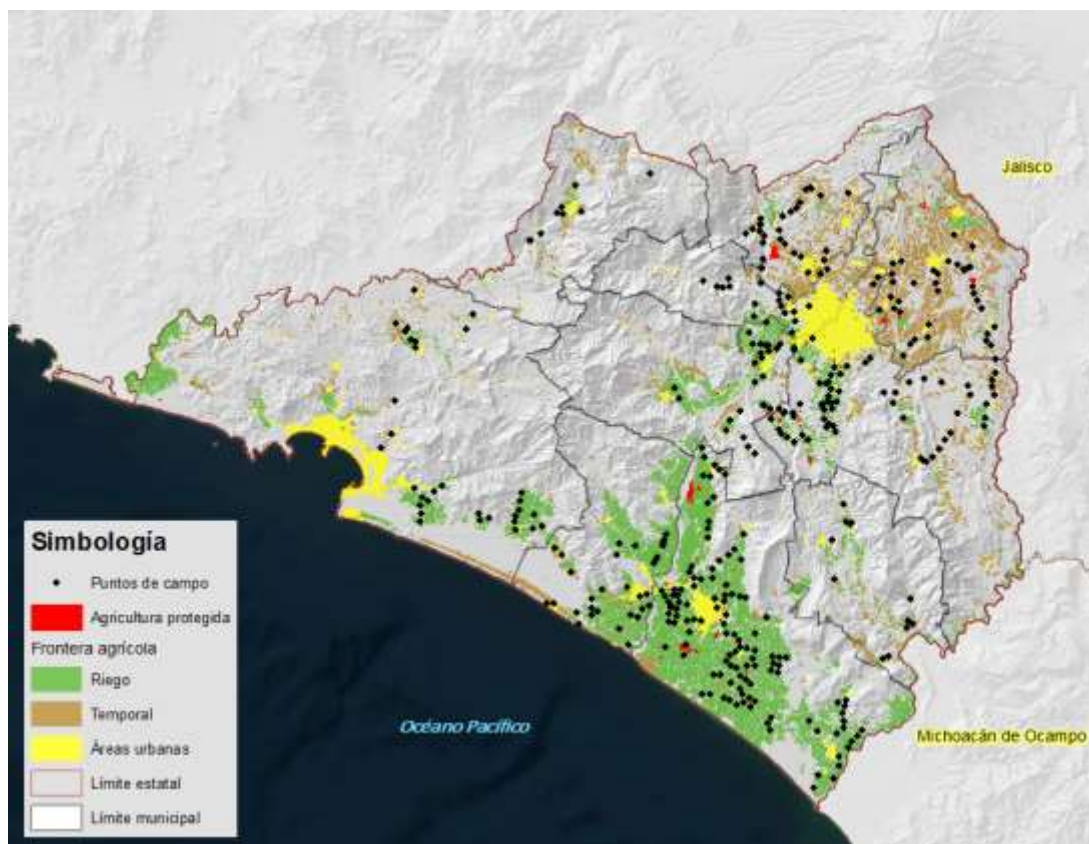 Jalisco
Simbología
Puntos de campo
Agricultura protegida
Frontera agrícola
Riego
Temporal
Áreas urbanas
Límite estatal
Límite municipal
Océano Pacífico
Michoacán de Ocampo